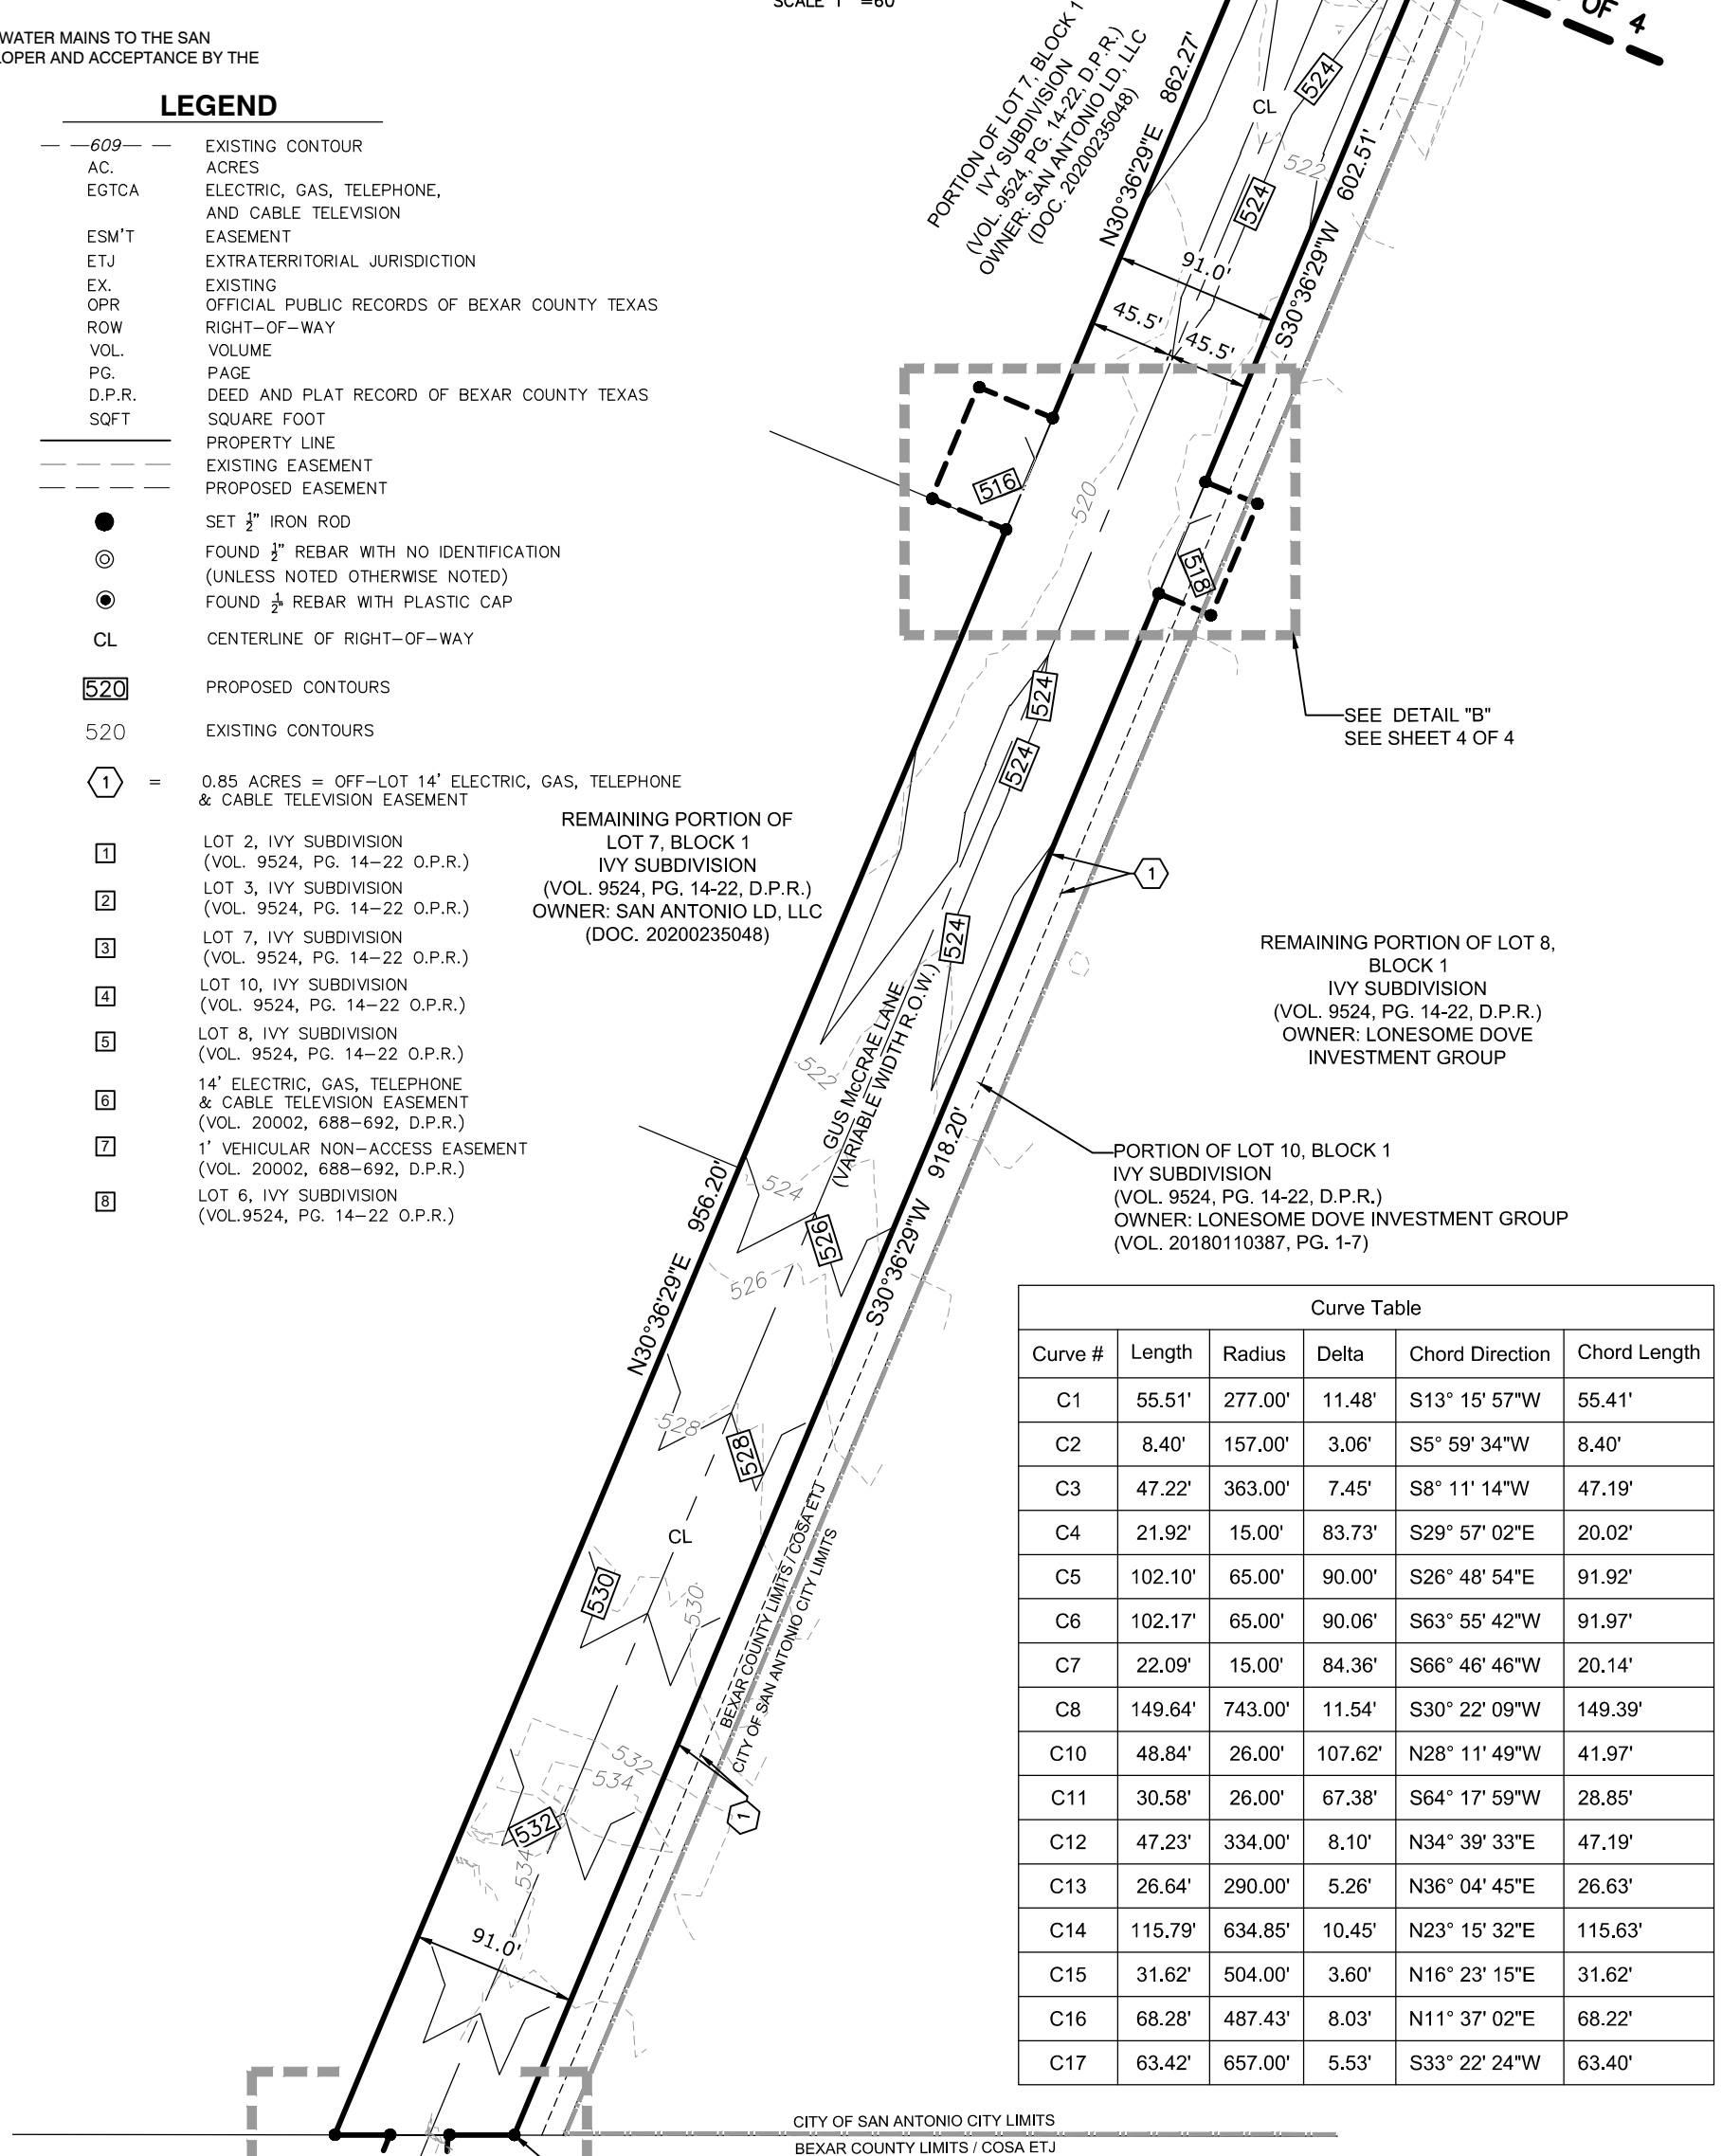 SCALE 1"=60'
WATER MAINS TO THE SAN
OPER AND ACCEPTANCE BY THE
OF 4
LEGEND
609 EXISTING CONTOUR
AC. ACRES
EGTCA ELECTRIC, GAS, TELEPHONE,
AND CABLE TELEVISION
ESM'T EASEMENT
ETJ EXTRATERRITORIAL JURISDICTION
EX. EXISTING
OPR OFFICIAL PUBLIC RECORDS OF BEXAR COUNTY TEXAS
ROW RIGHT-OF-WAY
VOL. VOLUME
PG. PAGE
D.P.R. DEED AND PLAT RECORD OF BEXAR COUNTY TEXAS
SQFT SQUARE FOOT
PROPERTY LINE
EXISTING EASEMENT
PROPOSED EASEMENT
SET 1/2" IRON ROD
FOUND 1/2" REBAR WITH NO IDENTIFICATION
(UNLESS NOTED OTHERWISE NOTED)
FOUND 1/2" REBAR WITH PLASTIC CAP
CL CENTERLINE OF RIGHT-OF-WAY
520 PROPOSED CONTOURS
520 EXISTING CONTOURS
1 = 0.85 ACRES = OFF-LOT 14' ELECTRIC, GAS, TELEPHONE
& CABLE TELEVISION EASEMENT
1 LOT 2, IVY SUBDIVISION
(VOL. 9524, PG. 14-22 O.P.R.)
2 LOT 3, IVY SUBDIVISION
(VOL. 9524, PG. 14-22 O.P.R.)
3 LOT 7, IVY SUBDIVISION
(VOL. 9524, PG. 14-22 O.P.R.)
4 LOT 10, IVY SUBDIVISION
(VOL. 9524, PG. 14-22 O.P.R.)
5 LOT 8, IVY SUBDIVISION
(VOL. 9524, PG. 14-22 O.P.R.)
6 14' ELECTRIC, GAS, TELEPHONE
& CABLE TELEVISION EASEMENT
(VOL. 20002, 688-692, D.P.R.)
7 1' VEHICULAR NON-ACCESS EASEMENT
(VOL. 20002, 688-692, D.P.R.)
8 LOT 6, IVY SUBDIVISION
(VOL.9524, PG. 14-22 O.P.R.)
PORTION OF LOT 7, BLOCK 1
IVY SUBDIVISION
(VOL. 9524, PG. 14-22, D.P.R.)
OWNER: SAN ANTONIO LD, LLC
(DOC. 20200235048)
N30°36'29"E 862.27'
CL
524
522
524
S30°36'29"W 602.51'
91.0'
45.5'
45.5'
516
520
518
SEE DETAIL "B"
SEE SHEET 4 OF 4
524
524
REMAINING PORTION OF
LOT 7, BLOCK 1
IVY SUBDIVISION
(VOL. 9524, PG. 14-22, D.P.R.)
OWNER: SAN ANTONIO LD, LLC
(DOC. 20200235048)
1
524
REMAINING PORTION OF LOT 8,
BLOCK 1
IVY SUBDIVISION
(VOL. 9524, PG. 14-22, D.P.R.)
OWNER: LONESOME DOVE
INVESTMENT GROUP
GUS McCRAE LANE
(VARIABLE WIDTH R.O.W.)
522
PORTION OF LOT 10, BLOCK 1
IVY SUBDIVISION
(VOL. 9524, PG. 14-22, D.P.R.)
OWNER: LONESOME DOVE INVESTMENT GROUP
(VOL. 20180110387, PG. 1-7)
N30°36'29"E 956.20'
S30°36'29"W 918.20'
524
526
526
528
528
CL
530
530
BEXAR COUNTY LIMITS / COSA ETJ
CITY OF SAN ANTONIO CITY LIMITS
532
534
1
532
534
91.0'
Curve Table
Curve # Length Radius Delta Chord Direction Chord Length
C1 55.51' 277.00' 11.48' S13° 15' 57"W 55.41'
C2 8.40' 157.00' 3.06' S5° 59' 34"W 8.40'
C3 47.22' 363.00' 7.45' S8° 11' 14"W 47.19'
C4 21.92' 15.00' 83.73' S29° 57' 02"E 20.02'
C5 102.10' 65.00' 90.00' S26° 48' 54"E 91.92'
C6 102.17' 65.00' 90.06' S63° 55' 42"W 91.97'
C7 22.09' 15.00' 84.36' S66° 46' 46"W 20.14'
C8 149.64' 743.00' 11.54' S30° 22' 09"W 149.39'
C10 48.84' 26.00' 107.62' N28° 11' 49"W 41.97'
C11 30.58' 26.00' 67.38' S64° 17' 59"W 28.85'
C12 47.23' 334.00' 8.10' N34° 39' 33"E 47.19'
C13 26.64' 290.00' 5.26' N36° 04' 45"E 26.63'
C14 115.79' 634.85' 10.45' N23° 15' 32"E 115.63'
C15 31.62' 504.00' 3.60' N16° 23' 15"E 31.62'
C16 68.28' 487.43' 8.03' N11° 37' 02"E 68.22'
C17 63.42' 657.00' 5.53' S33° 22' 24"W 63.40'
CITY OF SAN ANTONIO CITY LIMITS
BEXAR COUNTY LIMITS / COSA ETJ